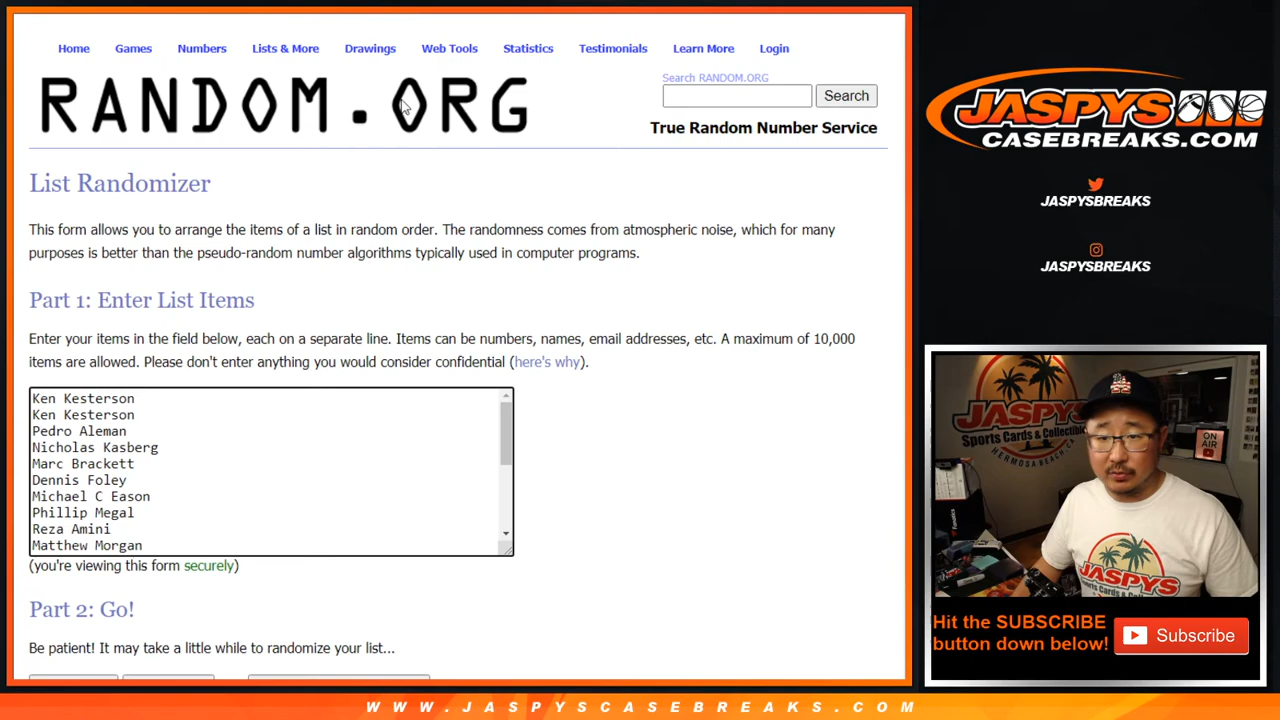 Home Games Numbers Lists & More Drawings Web Tools Statistics Testimonials Learn More Login
RANDOM.ORG
Search RANDOM.ORG
Search
True Random Number Service
List Randomizer
This form allows you to arrange the items of a list in random order. The randomness comes from atmospheric noise, which for many
purposes is better than the pseudo-random number algorithms typically used in computer programs.
Part 1: Enter List Items
Enter your items in the field below, each on a separate line. Items can be numbers, names, email addresses, etc. A maximum of 10,000
items are allowed. Please don't enter anything you would consider confidential (here's why).
Ken Kesterson
Ken Kesterson
Pedro Aleman
Nicholas Kasberg
Marc Brackett
Dennis Foley
Michael C Eason
Phillip Megal
Reza Amini
Matthew Morgan
(you're viewing this form securely)
Part 2: Go!
Be patient! It may take a little while to randomize your list...
JASPYS
CASEBREAKS.COM
JASPYSBREAKS
JASPYSBREAKS
JASPYS
Sports Cards & Collectibles
HERMOSA BEACH, CA
ON
AIR
Fanatics
JASPYS
Hit the SUBSCRIBE
button down below!
Subscribe
WWW.JASPYSCASEBREAKS.COM